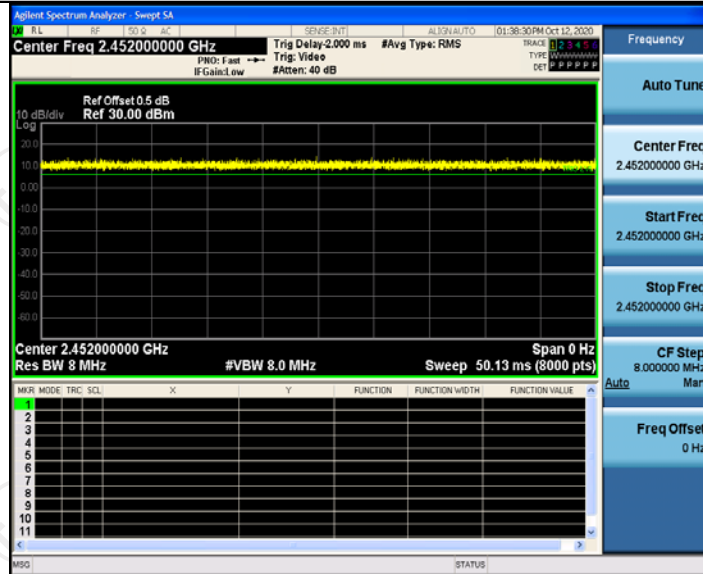 Agilent Spectrum Analyzer - Swept SA
RL RF 50 Ω AC SENSE:INT ALIGN AUTO 01:38:30 PM Oct 12, 2020
Center Freq 2.452000000 GHz
PNO: Fast
IFGain:Low
Trig Delay-2.000 ms
Trig: Video
#Atten: 40 dB
#Avg Type: RMS
TRACE 1 2 3 4 5 6
TYPE
DET P P P P P P
Ref Offset 0.5 dB
10 dB/div Ref 30.00 dBm
Log
20.0
10.0
0.00
-10.0
-20.0
-30.0
-40.0
-50.0
-60.0
Center 2.452000000 GHz Span 0 Hz
Res BW 8 MHz #VBW 8.0 MHz Sweep 50.13 ms (8000 pts)
MKR MODE TRC SCL X Y FUNCTION FUNCTION WIDTH FUNCTION VALUE
1
2
3
4
5
6
7
8
9
10
11
MSG STATUS
Frequency
Auto Tune
Center Freq
2.452000000 GHz
Start Freq
2.452000000 GHz
Stop Freq
2.452000000 GHz
CF Step
8.000000 MHz
Auto Man
Freq Offset
0 Hz